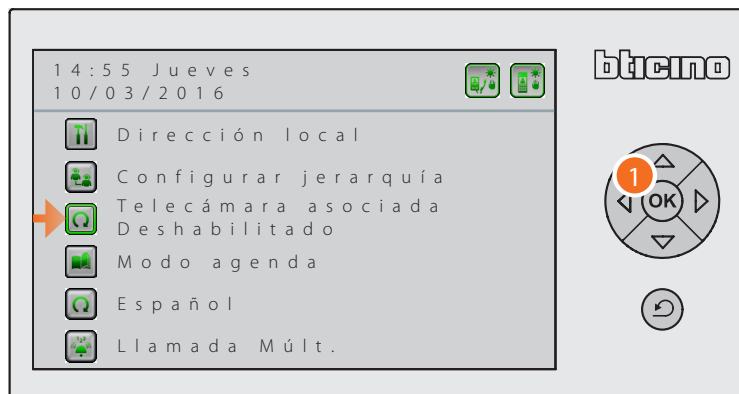 14:55 Jueves
10/03/2016
bticino
Dirección local
Configurar jerarquía
Telecámara asociada
Deshabilitado
Modo agenda
Español
Llamada Múlt.
1
OK